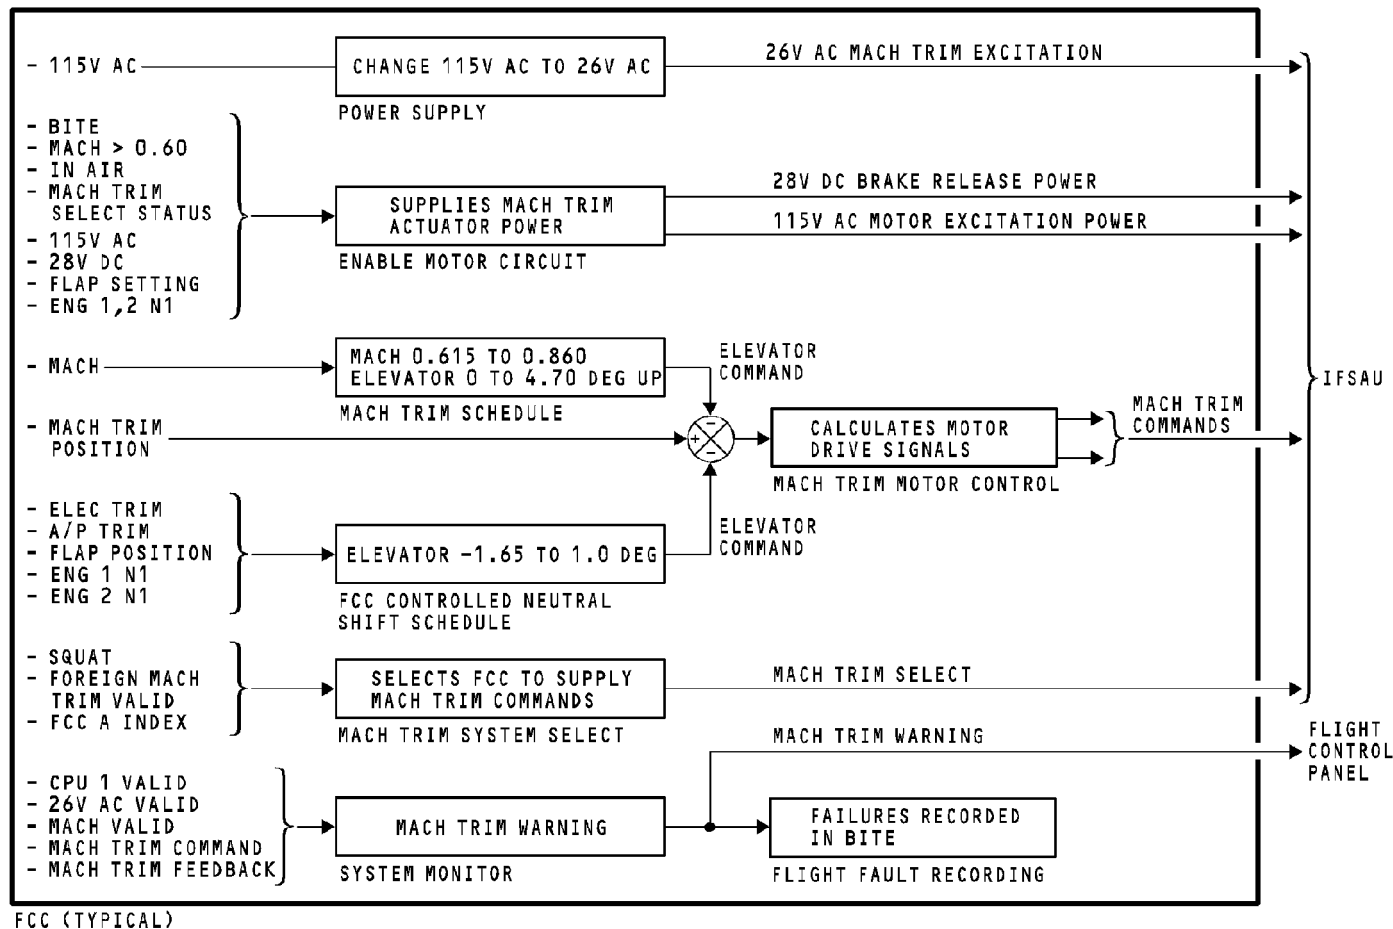 - 115V AC
CHANGE 115V AC TO 26V AC
26V AC MACH TRIM EXCITATION
POWER SUPPLY
- BITE
- MACH > 0.60
- IN AIR
- MACH TRIM
SELECT STATUS
- 115V AC
- 28V DC
- FLAP SETTING
- ENG 1,2 N1
SUPPLIES MACH TRIM
ACTUATOR POWER
ENABLE MOTOR CIRCUIT
28V DC BRAKE RELEASE POWER
115V AC MOTOR EXCITATION POWER
- MACH
MACH 0.615 TO 0.860
ELEVATOR 0 TO 4.70 DEG UP
MACH TRIM SCHEDULE
ELEVATOR
COMMAND
IFSAU
- MACH TRIM
POSITION
+
−
−
CALCULATES MOTOR
DRIVE SIGNALS
MACH TRIM MOTOR CONTROL
MACH TRIM
COMMANDS
- ELEC TRIM
- A/P TRIM
- FLAP POSITION
- ENG 1 N1
- ENG 2 N1
ELEVATOR -1.65 TO 1.0 DEG
FCC CONTROLLED NEUTRAL
SHIFT SCHEDULE
ELEVATOR
COMMAND
- SQUAT
- FOREIGN MACH
TRIM VALID
- FCC A INDEX
SELECTS FCC TO SUPPLY
MACH TRIM COMMANDS
MACH TRIM SYSTEM SELECT
MACH TRIM SELECT
MACH TRIM WARNING
FLIGHT
CONTROL
PANEL
- CPU 1 VALID
- 26V AC VALID
- MACH VALID
- MACH TRIM COMMAND
- MACH TRIM FEEDBACK
MACH TRIM WARNING
SYSTEM MONITOR
FAILURES RECORDED
IN BITE
FLIGHT FAULT RECORDING
FCC (TYPICAL)